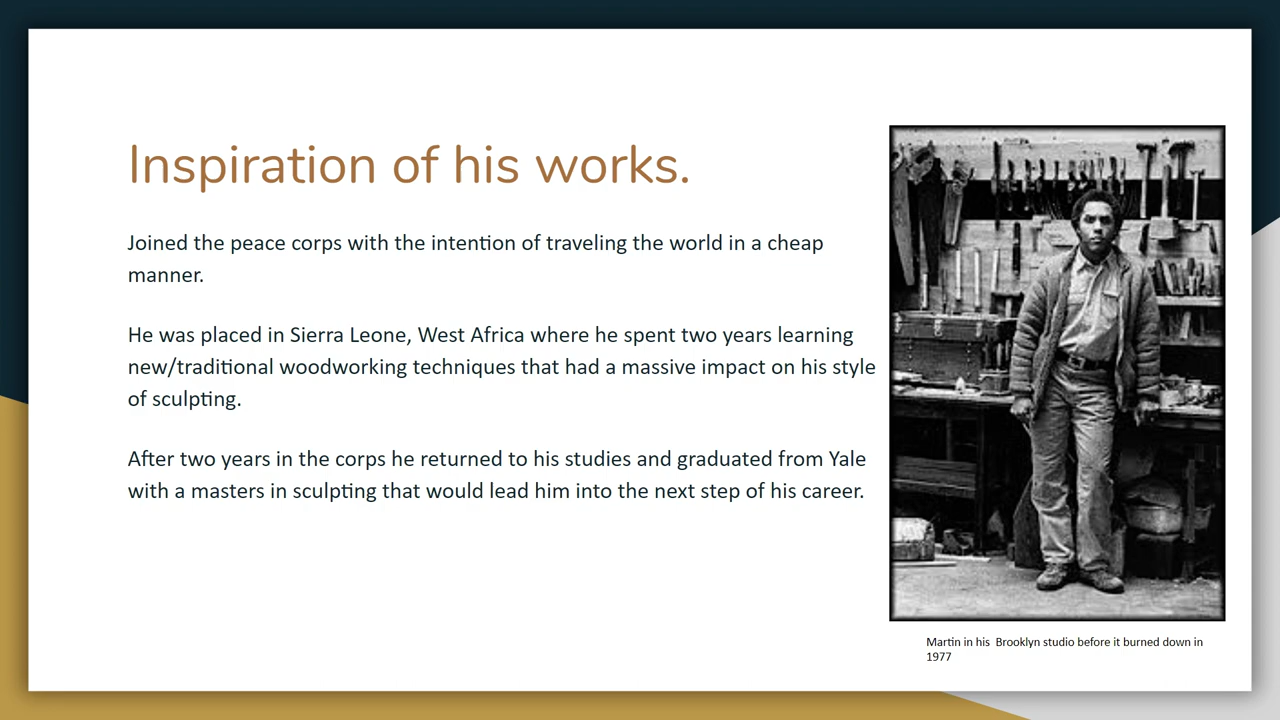 Inspiration of his works.
Joined the peace corps with the intention of traveling the world in a cheap
manner.
He was placed in Sierra Leone, West Africa where he spent two years learning
new/traditional woodworking techniques that had a massive impact on his style
of sculpting.
After two years in the corps he returned to his studies and graduated from Yale
with a masters in sculpting that would lead him into the next step of his career.
Martin in his  Brooklyn studio before it burned down in
1977